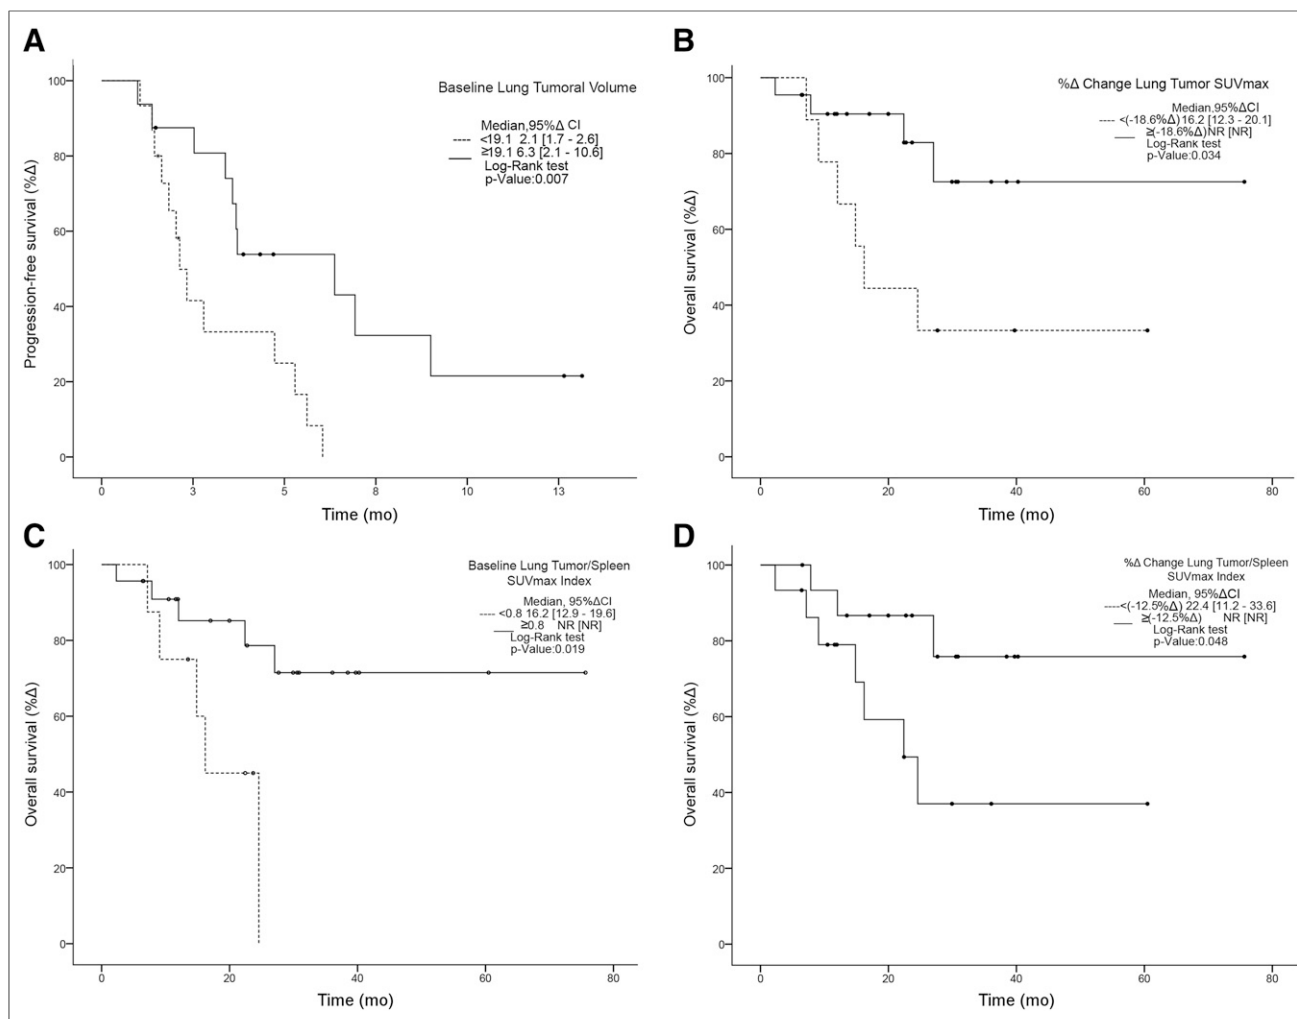 A
Baseline Lung Tumoral Volume
Median,95%Δ CI
<19.1 2.1 [1.7 - 2.6]
≥19.1 6.3 [2.1 - 10.6]
Log-Rank test
p-Value:0.007
Progression-free survival (%Δ)
100
80
60
40
20
0
0 3 5 8 10 13
Time (mo)
B
%Δ Change Lung Tumor SUVmax
Median,95%ΔCI
<(-18.6%Δ) 16.2 [12.3 - 20.1]
≥(-18.6%Δ) NR [NR]
Log-Rank test
p-Value:0.034
Overall survival (%Δ)
100
80
60
40
20
0
0 20 40 60 80
Time (mo)
C
Baseline Lung Tumor/Spleen
SUVmax Index
Median, 95%ΔCI
<0.8 16.2 [12.9 - 19.6]
≥0.8 NR [NR]
Log-Rank test
p-Value:0.019
Overall survival (%Δ)
100
80
60
40
20
0
0 20 40 60 80
Time (mo)
D
%Δ Change Lung Tumor/Spleen
SUVmax Index
Median, 95%ΔCI
<(-12.5%Δ) 22.4 [11.2 - 33.6]
≥(-12.5%Δ) NR [NR]
Log-Rank test
p-Value:0.048
Overall survival (%Δ)
100
80
60
40
20
0
0 20 40 60 80
Time (mo)